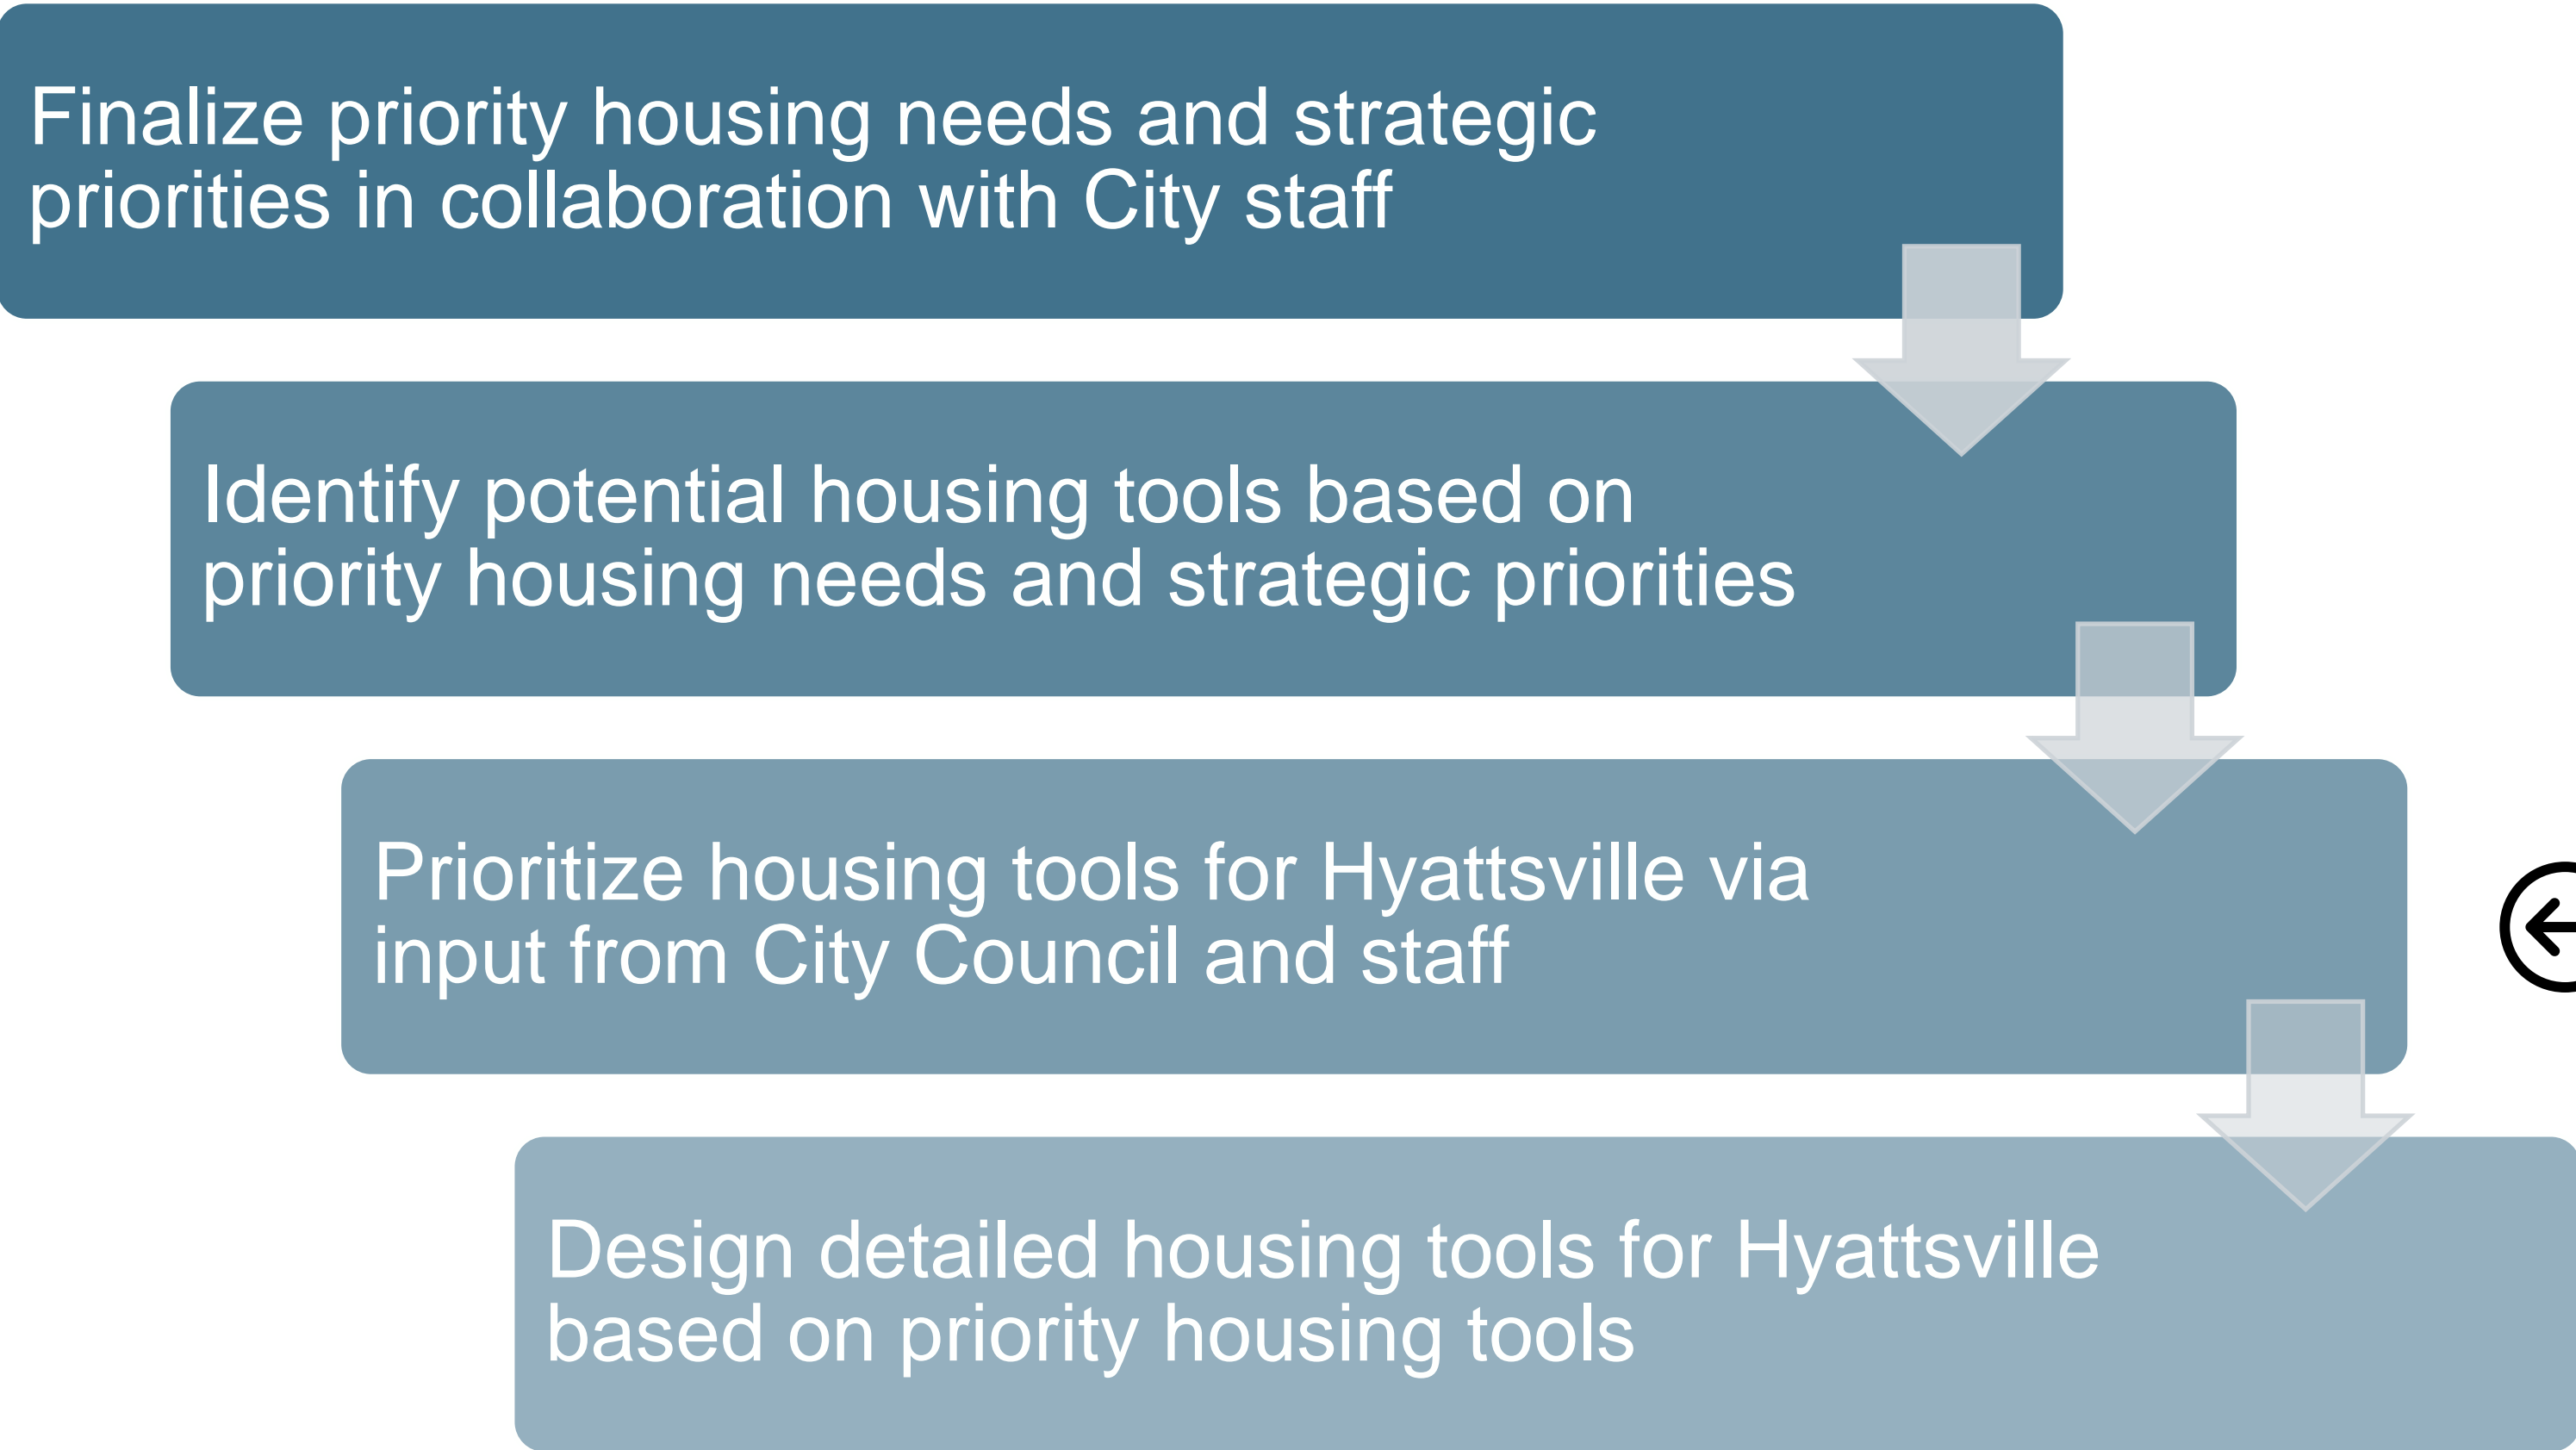 Finalize priority housing needs and strategic
priorities in collaboration with City staff
Identify potential housing tools based on
priority housing needs and strategic priorities
Prioritize housing tools for Hyattsville via
input from City Council and staff
Design detailed housing tools for Hyattsville
based on priority housing tools